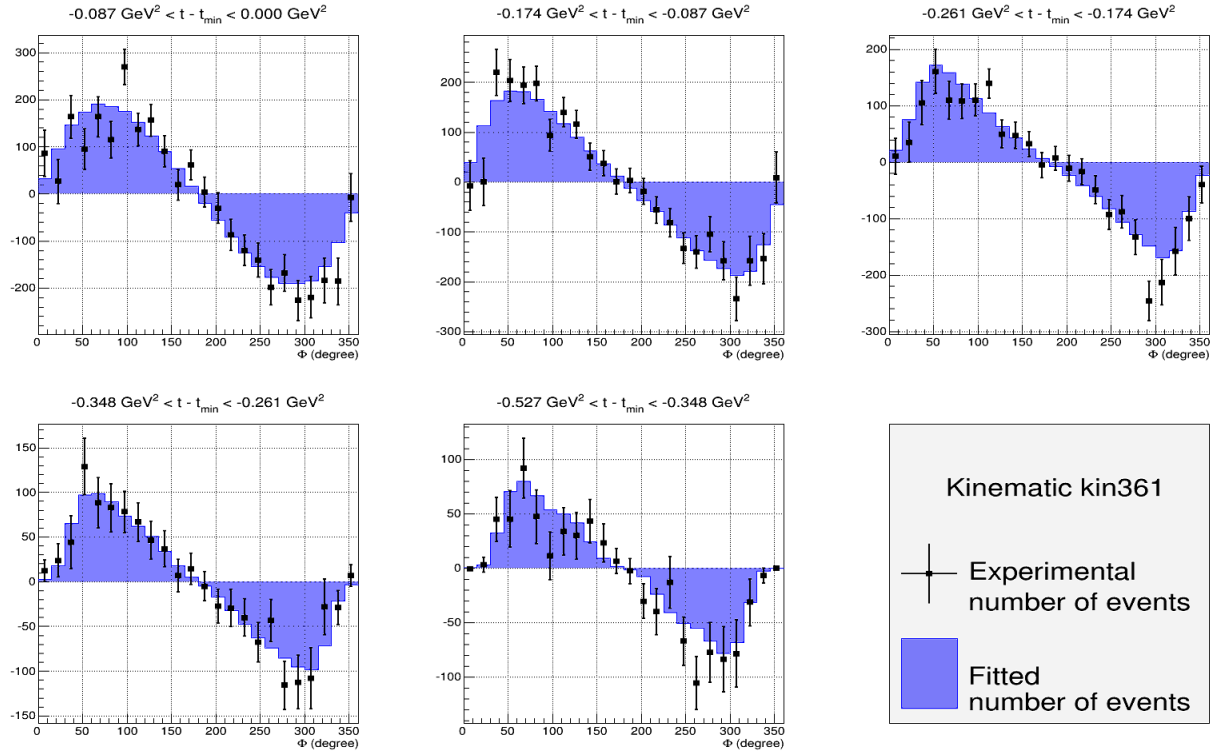 -0.087 GeV² < t - t_min < 0.000 GeV²
300
200
100
0
-100
-200
0 50 100 150 200 250 300 350
Φ (degree)
-0.174 GeV² < t - t_min < -0.087 GeV²
200
100
0
-100
-200
-300
0 50 100 150 200 250 300 350
Φ (degree)
-0.261 GeV² < t - t_min < -0.174 GeV²
200
100
0
-100
-200
-300
0 50 100 150 200 250 300 350
Φ (degree)
-0.348 GeV² < t - t_min < -0.261 GeV²
150
100
50
0
-50
-100
-150
0 50 100 150 200 250 300 350
Φ (degree)
-0.527 GeV² < t - t_min < -0.348 GeV²
100
50
0
-50
-100
0 50 100 150 200 250 300 350
Φ (degree)
Kinematic kin361
Experimental
number of events
Fitted
number of events